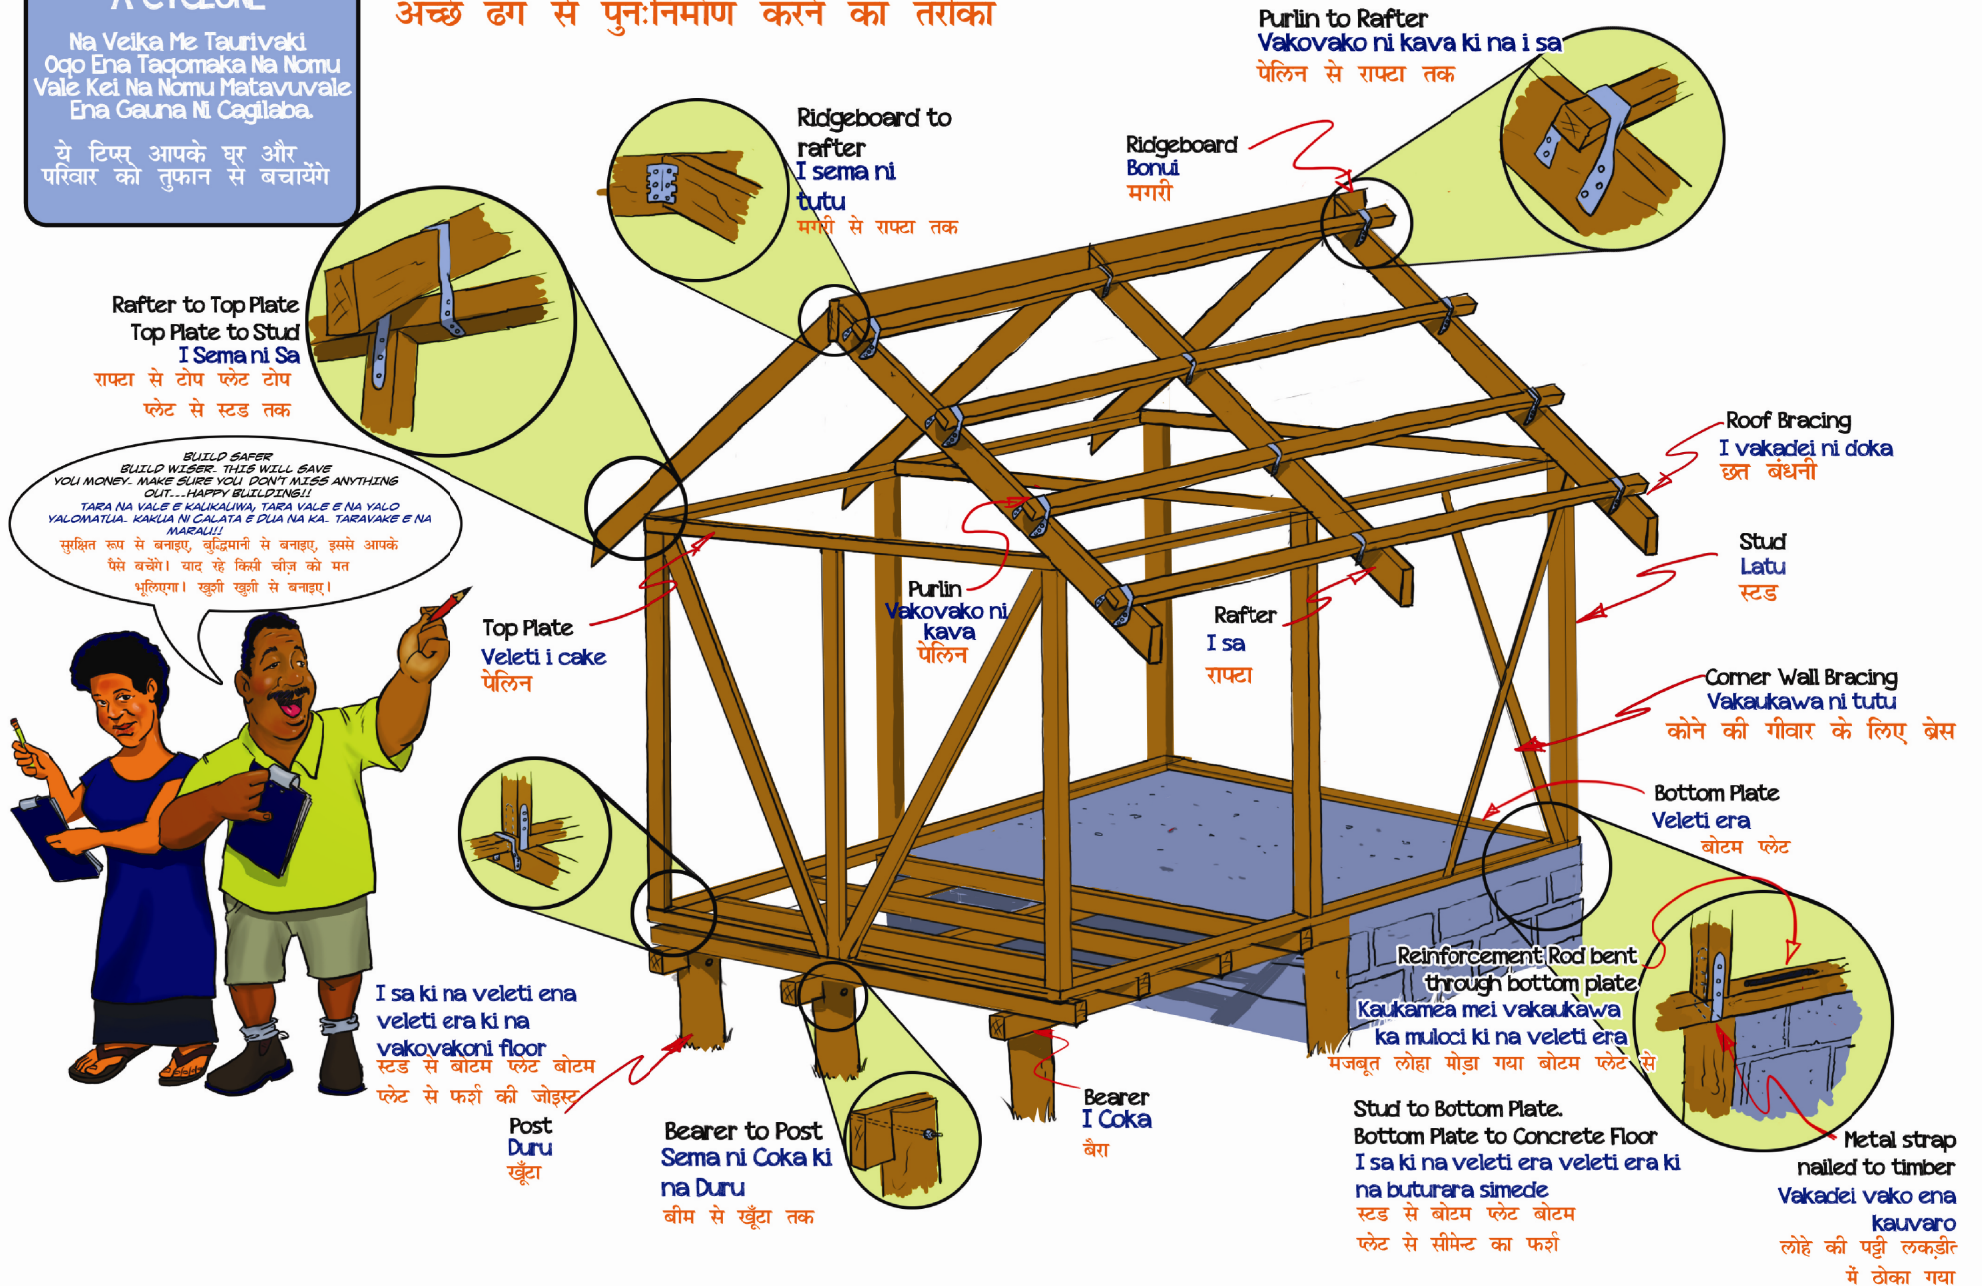 A CYCLONE
Na Veika Me Taurivaki
Oqo Ena Taqomaka Na Nomu
Vale Kei Na Nomu Matavuvale
Ena Gauna Ni Cagilaba.
ये टिप्स आपके घर और
परिवार को तुफान से बचायेंगे
अच्छे ढंग से पुनःनिर्माण करने का तरीका
Purlin to Rafter
Vakovako ni kava ki na i sa
पेलिन से राफ्टा तक
Ridgeboard to
rafter
I sema ni
tutu
मगरी से राफ्टा तक
Ridgeboard
Bonui
मगरी
Rafter to Top Plate
Top Plate to Stud
I Sema ni Sa
राफ्टा से टोप प्लेट टोप
प्लेट से स्टड तक
BUILD SAFER
BUILD WISER- THIS WILL SAVE
YOU MONEY- MAKE SURE YOU DON'T MISS ANYTHING
OUT---HAPPY BUILDING!!
TARA NA VALE E KAUKAUWA, TARA VALE E NA YALO
YALOMATUA- KAKUA NI CALATA E DUA NA KA- TARAVAKE E NA
MARAU!!
सुरक्षित रूप से बनाइए, बुद्धिमानी से बनाइए, इससे आपके
पैसे बचेंगे। याद रहे किसी चीज़ को मत
भूलिएगा। खुशी खुशी से बनाइए।
Roof Bracing
I vakadei ni doka
छत बंधनी
Stud
Latu
स्टड
Top Plate
Veleti i cake
पेलिन
Purlin
Vakovako ni
kava
पेलिन
Rafter
I sa
राफ्टा
Corner Wall Bracing
Vakaukawa ni tutu
कोने की गीवार के लिए ब्रेस
Bottom Plate
Veleti era
बोटम प्लेट
I sa ki na veleti ena
veleti era ki na
vakovakoni floor
स्टड से बोटम प्लेट बोटम
प्लेट से फर्श की जोइस्ट
Reinforcement Rod bent
through bottom plate
Kaukamea mei vakaukawa
ka muloci ki na veleti era
मजबूत लोहा मोड़ा गया बोटम प्लेट से
Post
Duru
खूँटा
Bearer to Post
Sema ni Coka ki
na Duru
बीम से खूँटा तक
Bearer
I Coka
बैरा
Stud to Bottom Plate.
Bottom Plate to Concrete Floor
I sa ki na veleti era veleti era ki
na buturara simede
स्टड से बोटम प्लेट बोटम
प्लेट से सीमेन्ट का फर्श
Metal strap
nailed to timber
Vakadei vako ena
kauvaro
लोहे की पट्टी लकड़ी
में ठोका गया